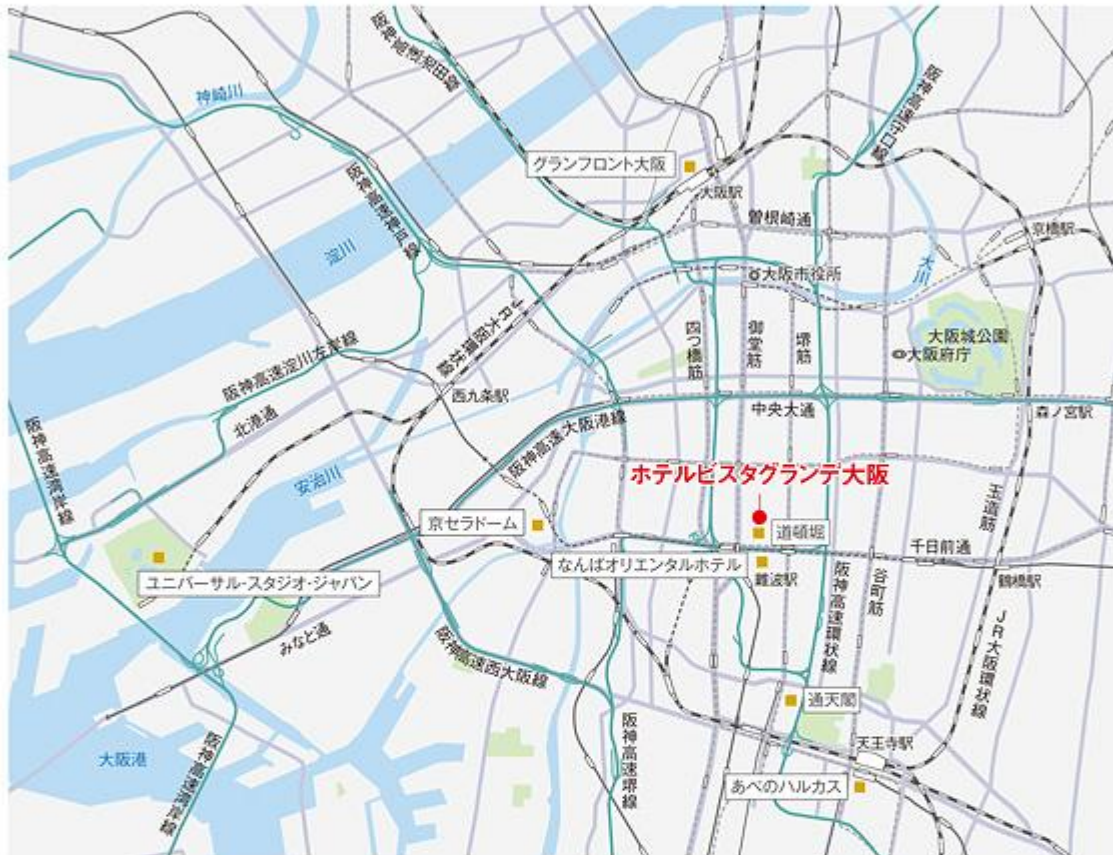 神崎川
阪神高速池田線
阪神高速守口線
グランフロント大阪
大阪駅
阪神高速神戸線
曽根崎通
京橋駅
淀川
大川
大阪市役所
JR大阪環状線
四つ橋筋
御堂筋
堺筋
大阪城公園
大阪府庁
阪神高速淀川左岸線
西九条駅
中央大通
森ノ宮駅
北港通
阪神高速湾岸線
阪神高速大阪港線
安治川
ホテルビスタグランデ大阪
玉造筋
京セラドーム
道頓堀
千日前通
なんばオリエンタルホテル
難波駅
鶴橋駅
ユニバーサル・スタジオ・ジャパン
阪神高速環状線
谷町筋
みなと通
阪神高速西大阪線
JR大阪環状線
通天閣
阪神高速堺線
天王寺駅
大阪港
阪神高速湾岸線
あべのハルカス